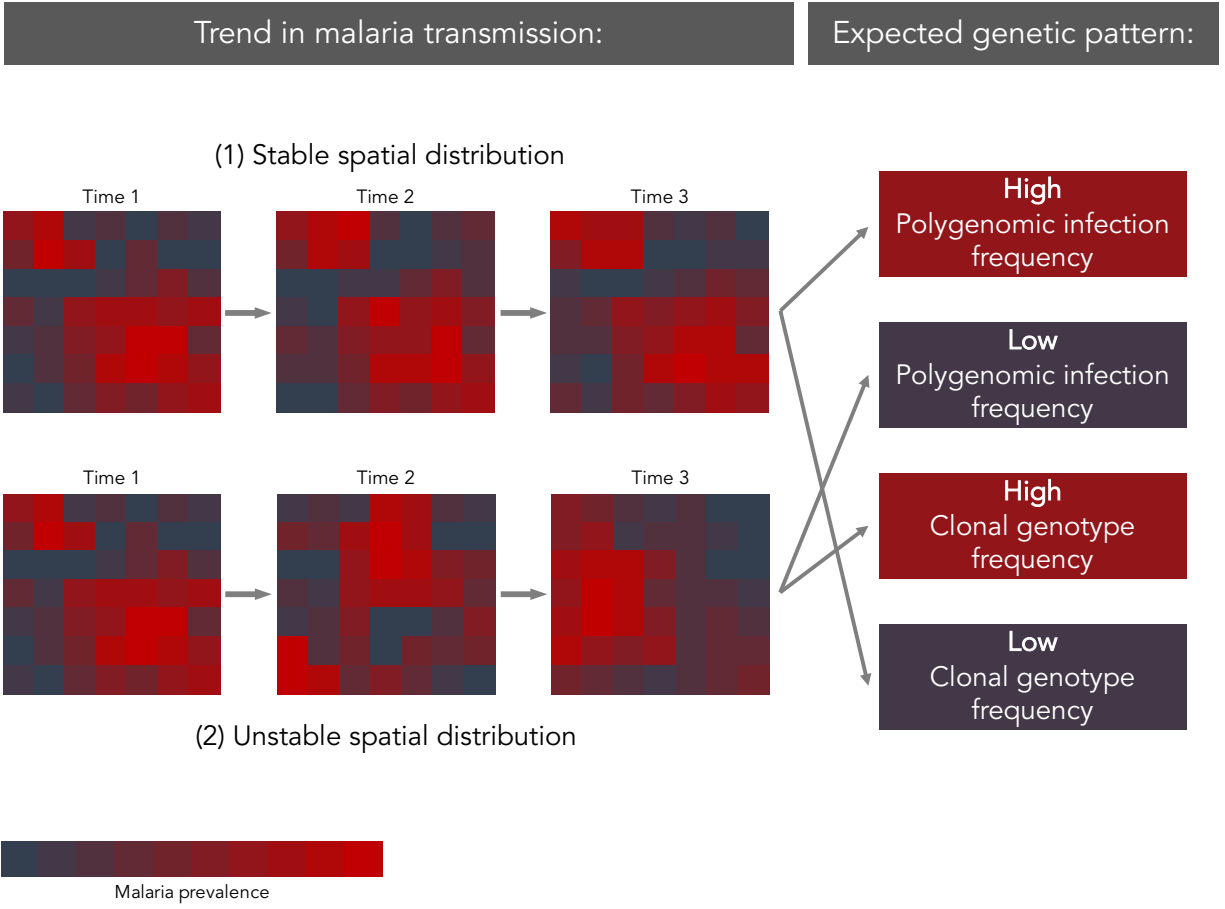 Trend in malaria transmission:
Expected genetic pattern:
(1) Stable spatial distribution
Time 1
Time 2
Time 3
High
Polygenomic infection
frequency
Low
Polygenomic infection
frequency
Time 1
Time 2
Time 3
High
Clonal genotype
frequency
Low
Clonal genotype
frequency
(2) Unstable spatial distribution
Malaria prevalence